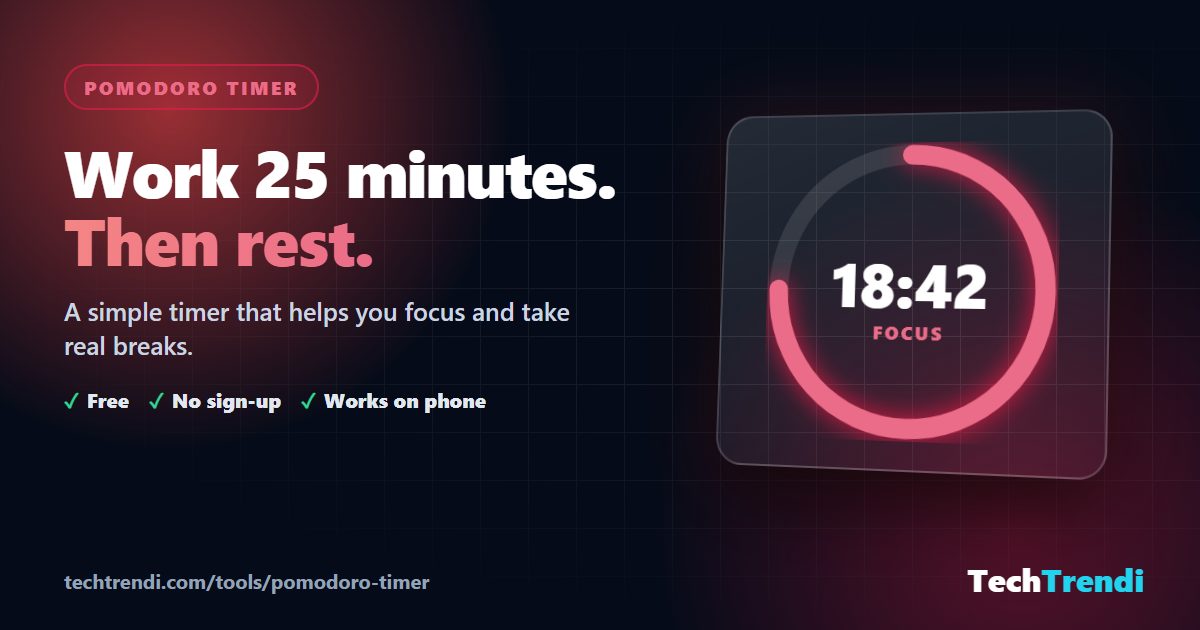 POMODORO TIMER
Work 25 minutes.
Then rest.
A simple timer that helps you focus and take
real breaks.
✓ Free ✓ No sign-up ✓ Works on phone
18:42
FOCUS
techtrendi.com/tools/pomodoro-timer
TechTrendi